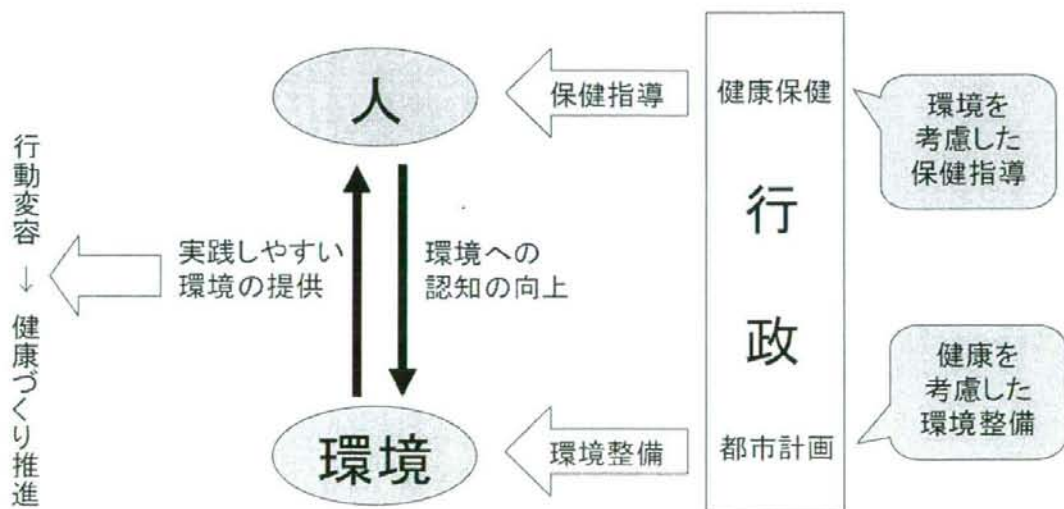 行動変容 → 健康づくり推進
実践しやすい
環境の提供
人
環境への
認知の向上
環境
保健指導
環境整備
健康保健
行政
都市計画
環境を
考慮した
保健指導
健康を
考慮した
環境整備